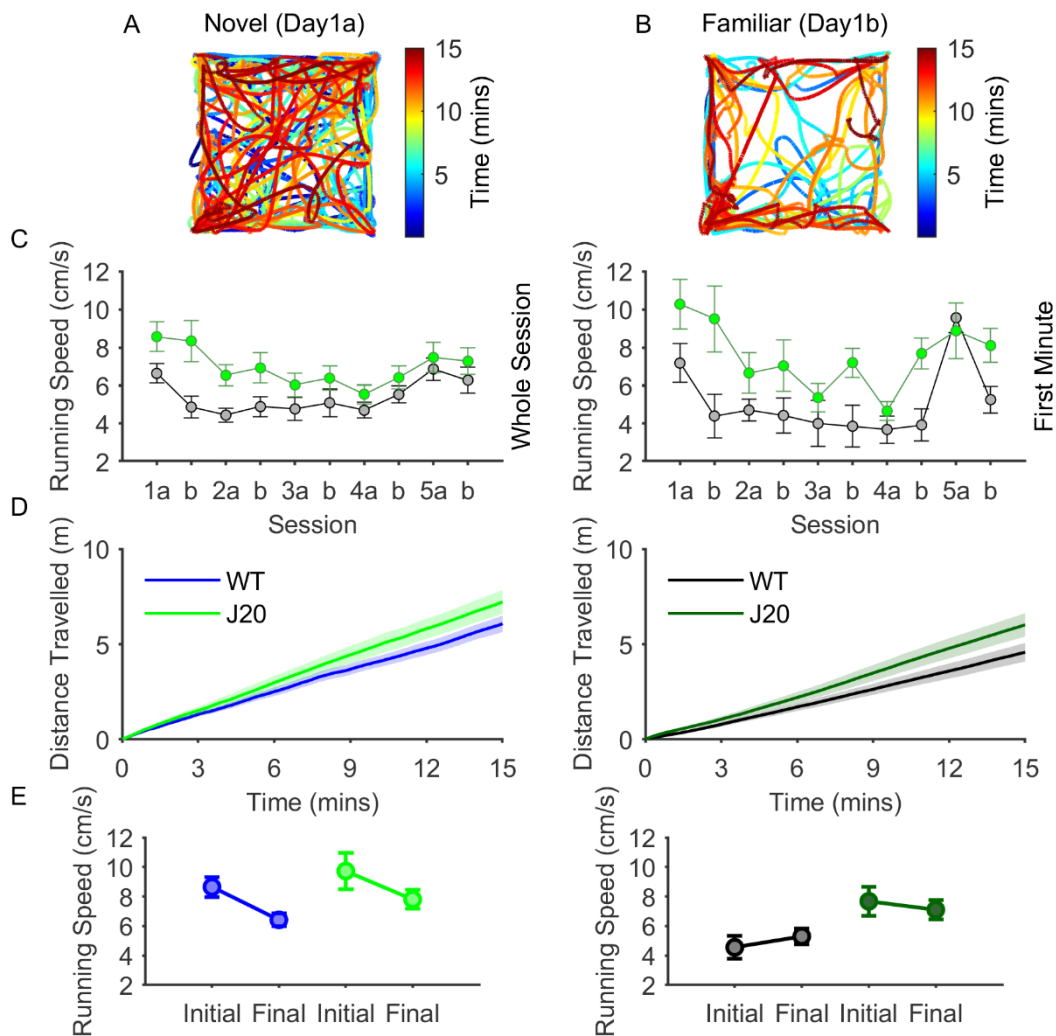 A Novel (Day1a)
15
10
5
Time (mins)
B Familiar (Day1b)
15
10
5
Time (mins)
C
Running Speed (cm/s)
12
10
8
6
4
2
1a b 2a b 3a b 4a b 5a b
Session
Whole Session
Running Speed (cm/s)
12
10
8
6
4
2
1a b 2a b 3a b 4a b 5a b
Session
First Minute
D
Distance Travelled (m)
10
5
0
WT
J20
0 3 6 9 12 15
Time (mins)
Distance Travelled (m)
10
5
0
WT
J20
0 3 6 9 12 15
Time (mins)
E
Running Speed (cm/s)
12
10
8
6
4
2
Initial Final Initial Final
Running Speed (cm/s)
12
10
8
6
4
2
Initial Final Initial Final